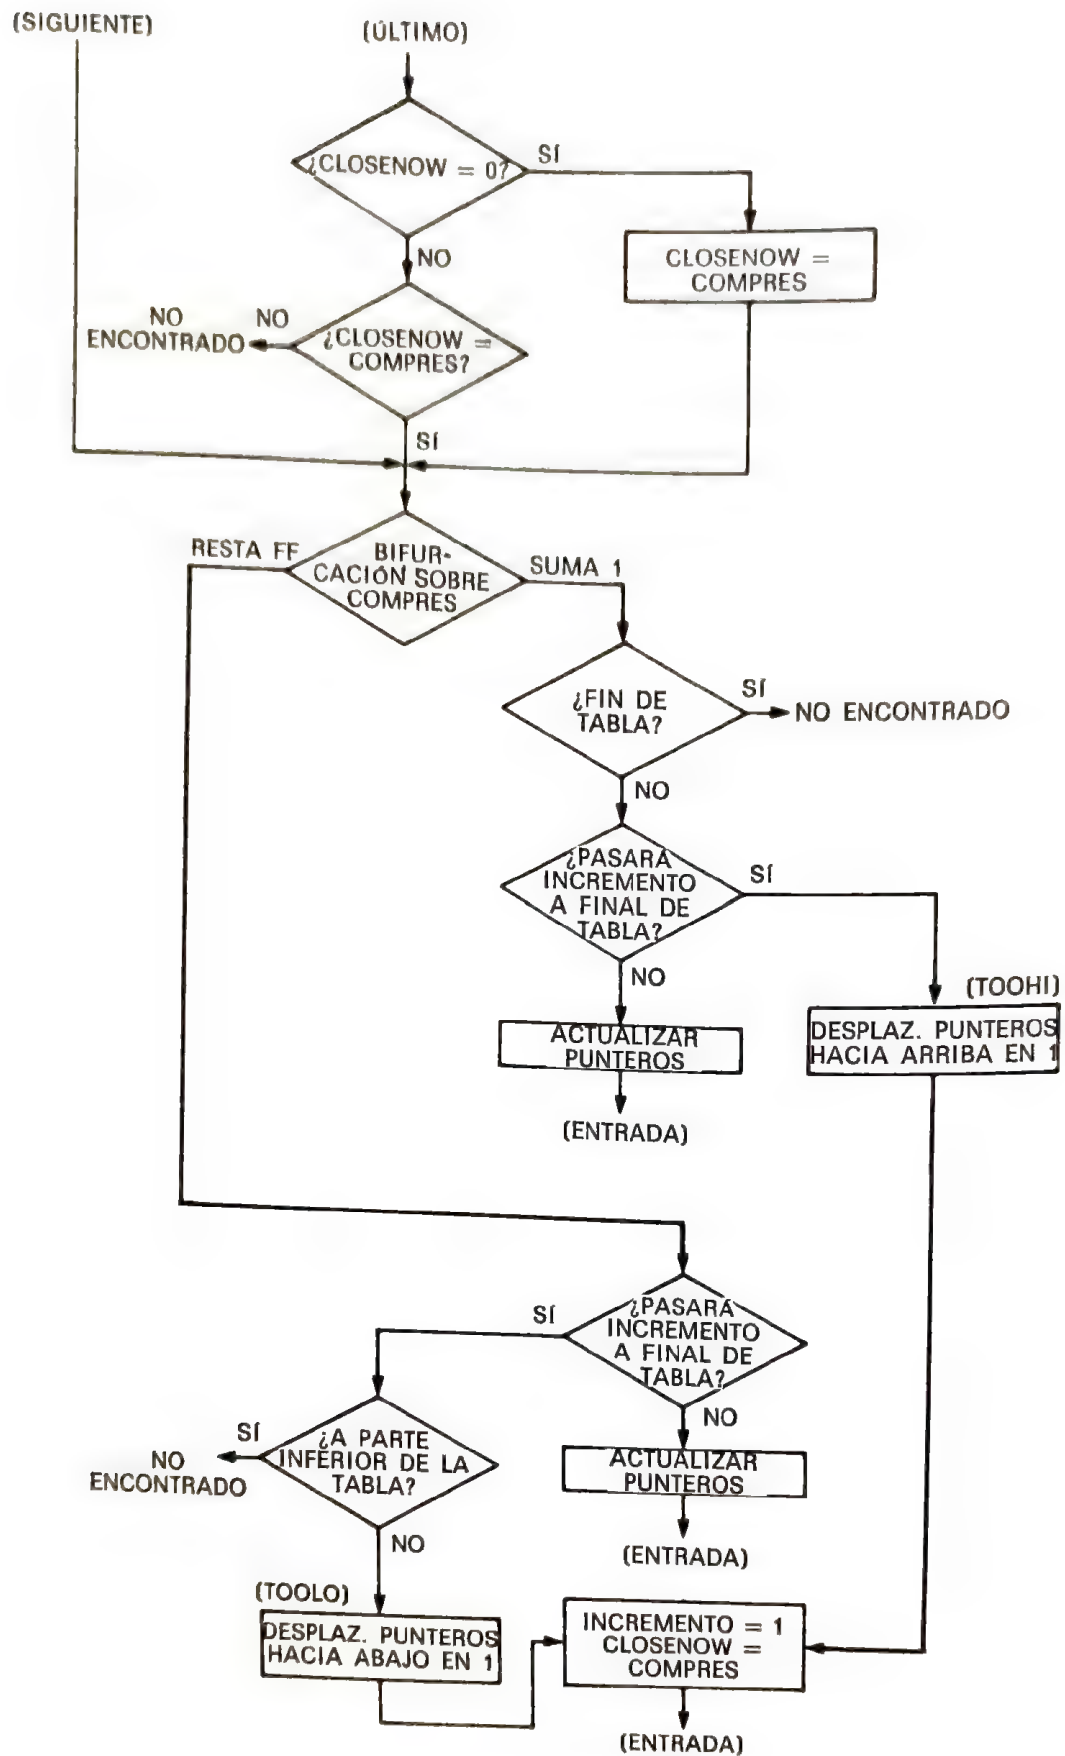 (SIGUIENTE)
(ÚLTIMO)
¿CLOSENOW = 0?
SÍ
CLOSENOW =
COMPRES
NO
NO
ENCONTRADO
NO
¿CLOSENOW =
COMPRES?
SÍ
RESTA FF
BIFUR-
CACIÓN SOBRE
COMPRES
SUMA 1
¿FIN DE
TABLA?
SÍ
NO ENCONTRADO
NO
¿PASARÁ
INCREMENTO
A FINAL DE
TABLA?
SÍ
NO
(TOOHI)
ACTUALIZAR
PUNTEROS
DESPLAZ. PUNTEROS
HACIA ARRIBA EN 1
(ENTRADA)
SÍ
¿PASARÁ
INCREMENTO
A FINAL DE
TABLA?
NO
SÍ
NO
ENCONTRADO
¿A PARTE
INFERIOR DE LA
TABLA?
ACTUALIZAR
PUNTEROS
NO
(ENTRADA)
(TOOLO)
DESPLAZ. PUNTEROS
HACIA ABAJO EN 1
INCREMENTO = 1
CLOSENOW =
COMPRES
(ENTRADA)